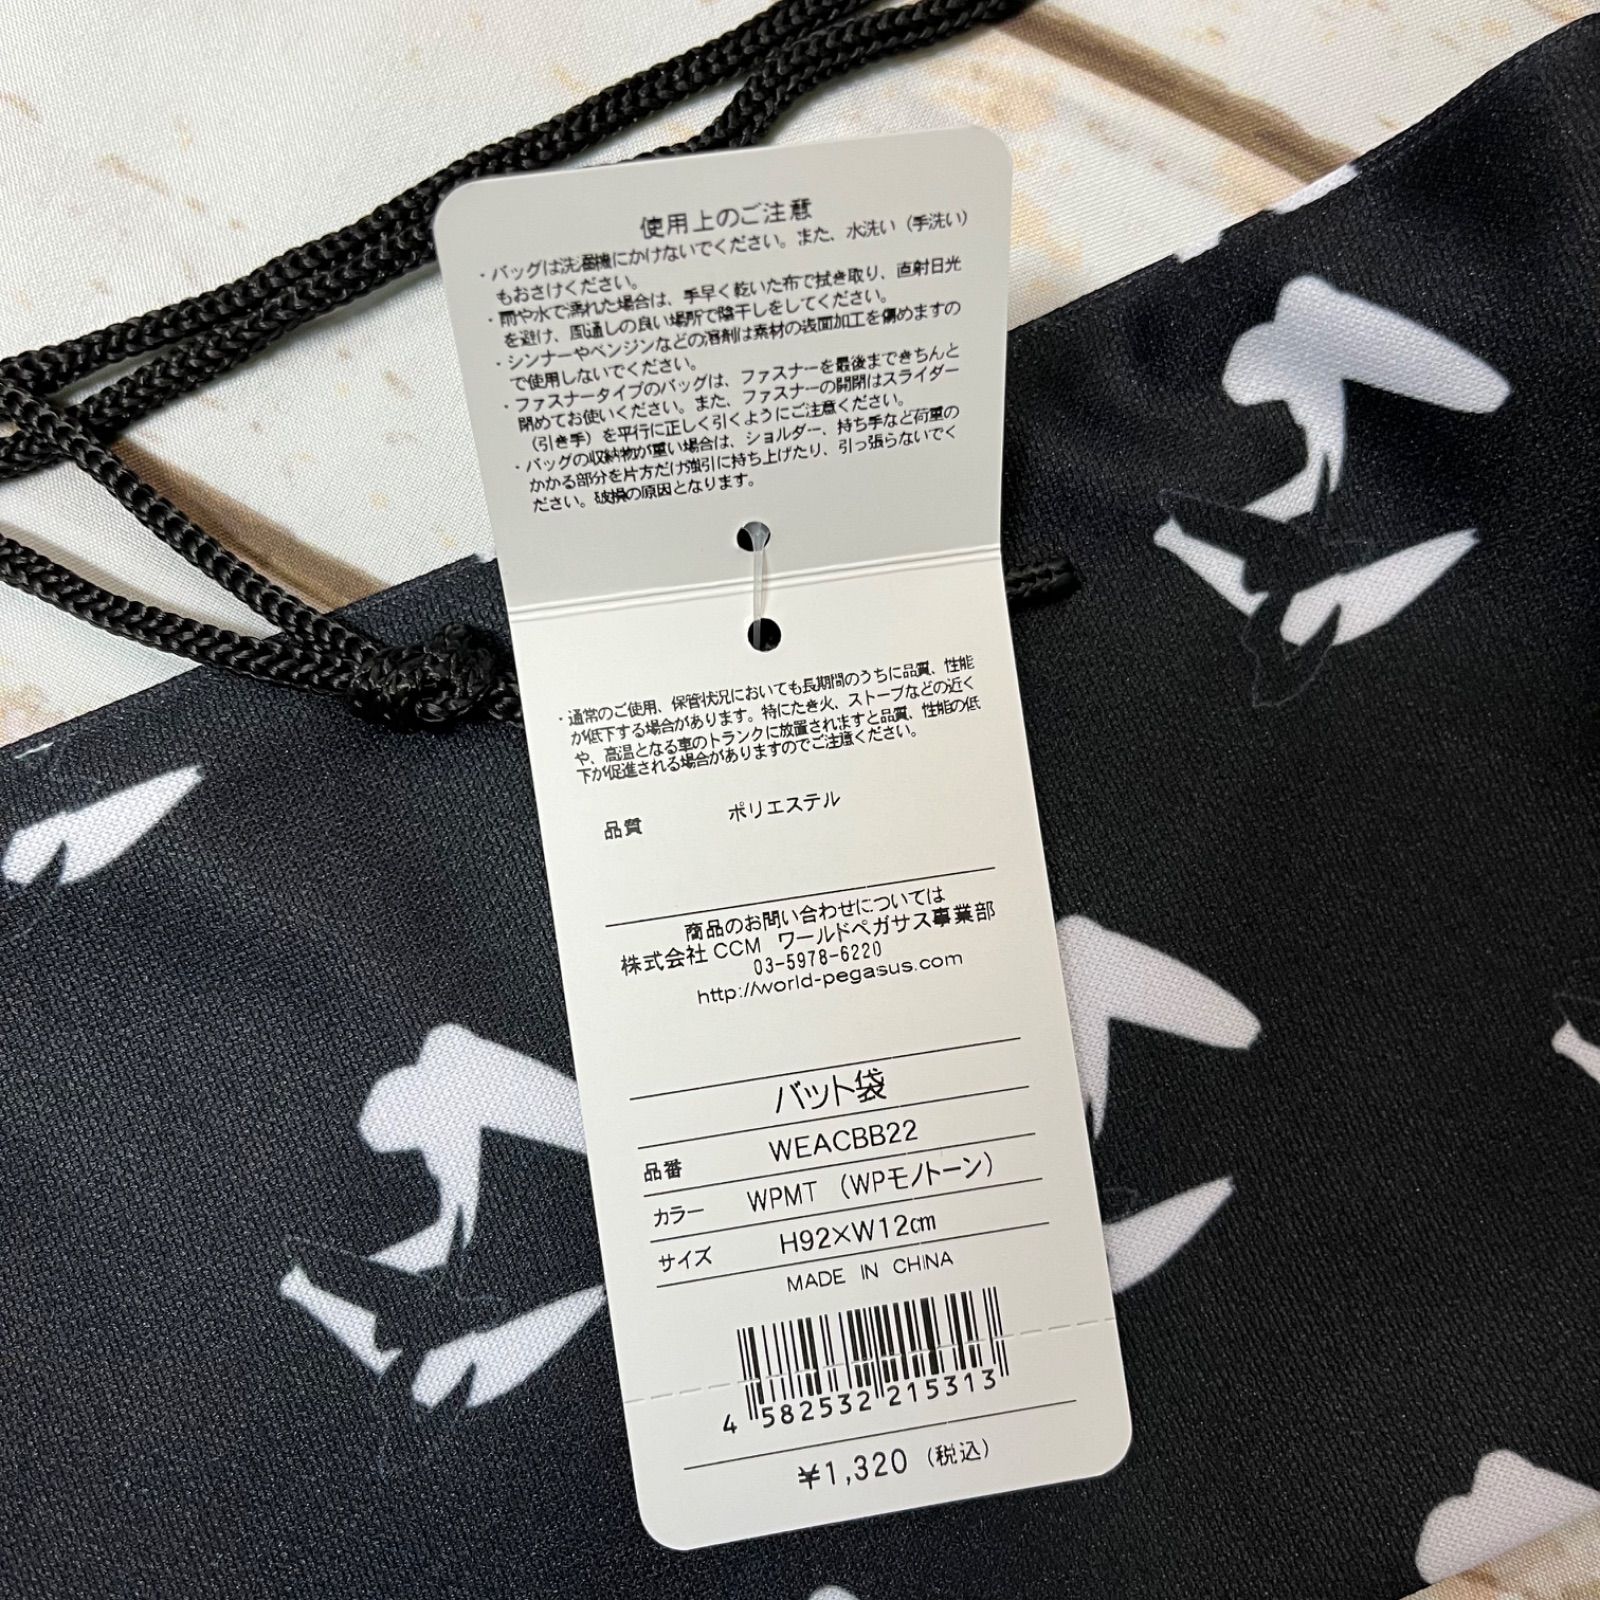 使用上のご注意
・バッグは洗濯機にかけないでください。また、水洗い（手洗い）
もおさけください。
・雨や水で濡れた場合は、手早く乾いた布で拭き取り、直射日光
を避け、風通しの良い場所で陰干しをしてください。
・シンナーやベンジンなどの溶剤は素材の表面加工を傷めますの
で使用しないでください。
・ファスナータイプのバッグは、ファスナーを最後まできちんと
閉めてお使いください。また、ファスナーの開閉はスライダー
（引き手）を平行に正しく引くようにご注意ください。
・バッグの収納物が重い場合は、ショルダー、持ち手など荷重の
かかる部分を片方だけ強引に持ち上げたり、引っ張らないでく
ださい。破損の原因となります。
・通常のご使用、保管状況においても長期間のうちに品質、性能
が低下する場合があります。特にたき火、ストーブなどの近く
や、高温となる車のトランクに放置されますと品質、性能の低
下が促進される場合がありますのでご注意ください。
品質 ポリエステル
商品のお問い合わせについては
株式会社 CCM ワールドペガサス事業部
03-5978-6220
http://world-pegasus.com
バット袋
品番 WEACBB22
カラー WPMT （WPモノトーン）
サイズ H92×W12㎝
MADE IN CHINA
4 582532 215313
¥1,320（税込）